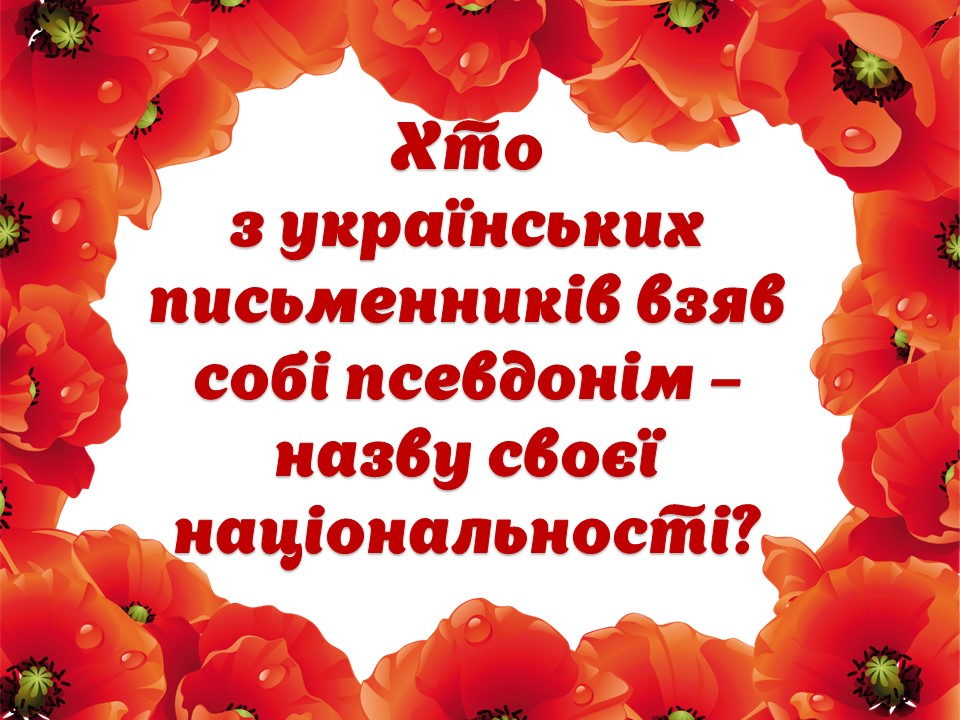 Хто
з українських
письменників взяв
собі псевдонім –
назву своєї
національності?